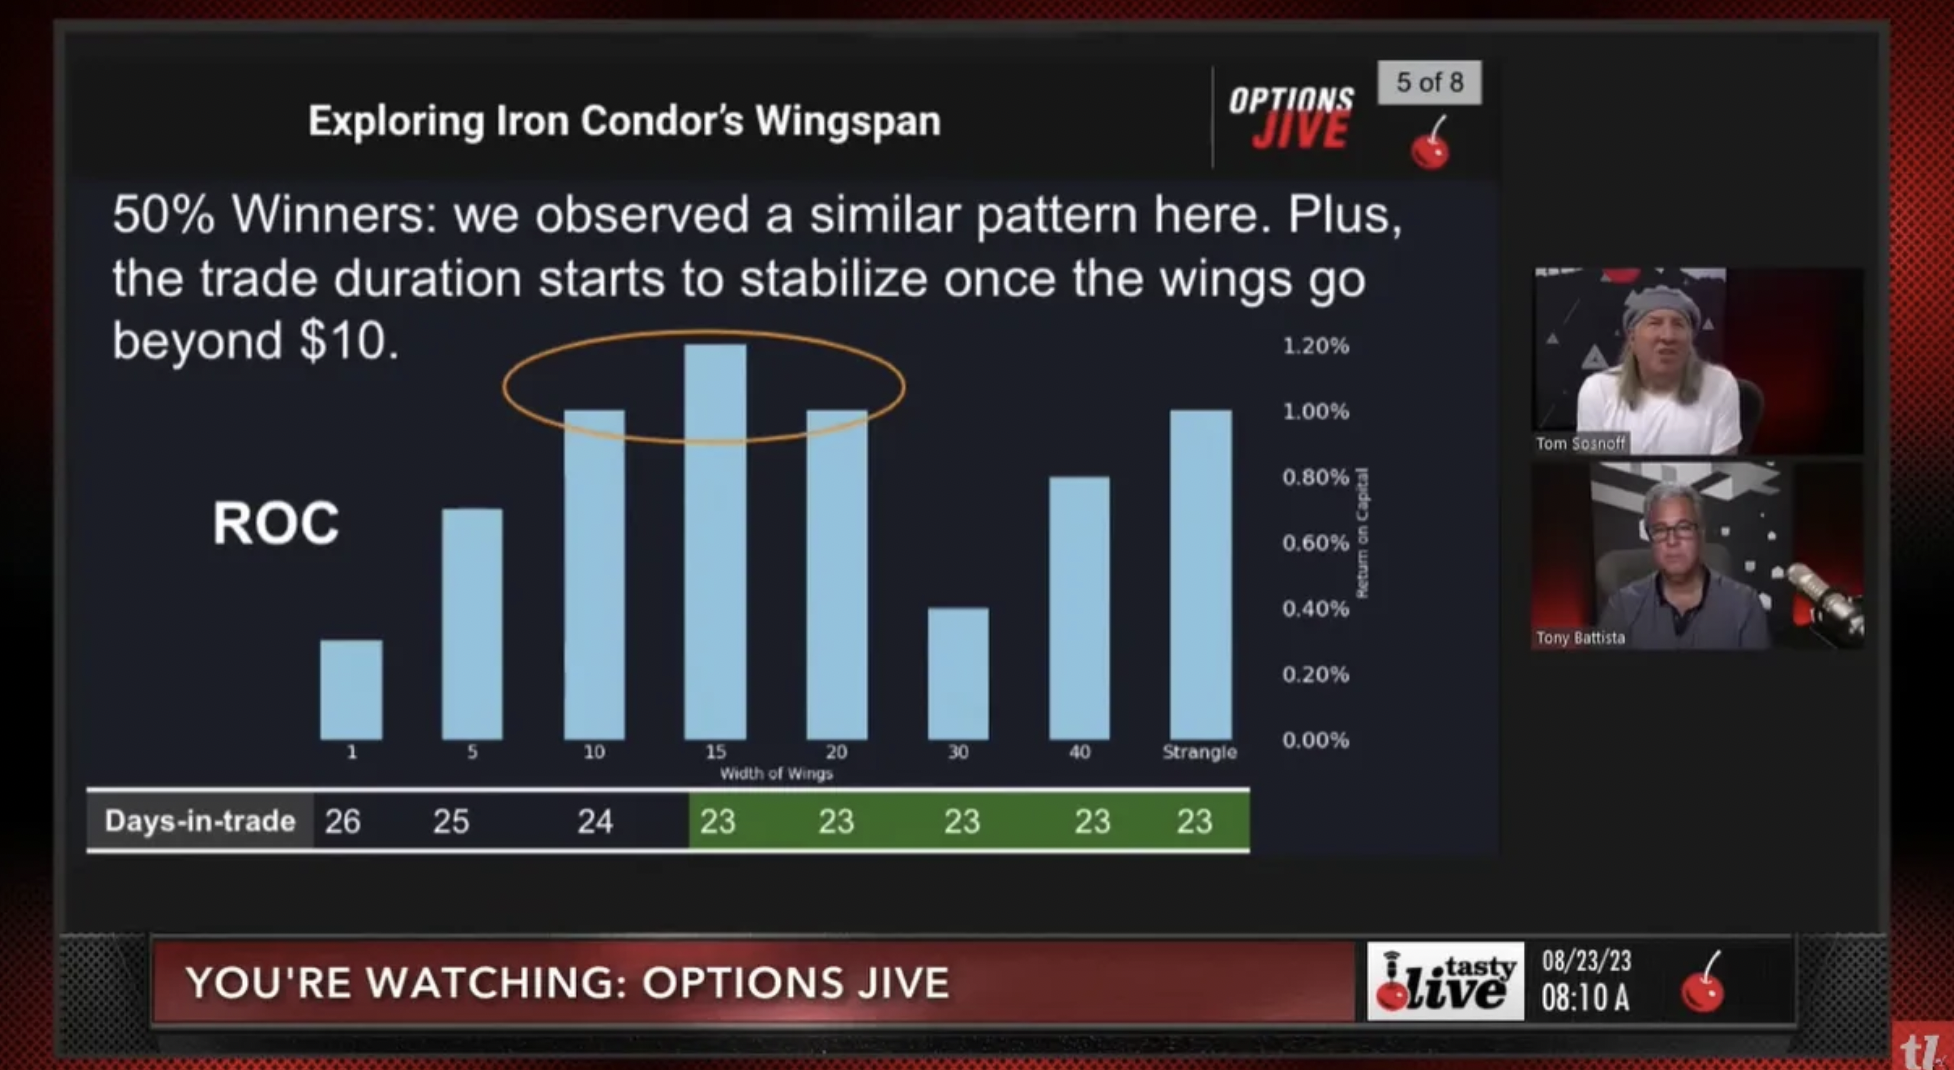 Exploring Iron Condor's Wingspan
OPTIONS
JIVE
5 of 8
50% Winners: we observed a similar pattern here. Plus,
the trade duration starts to stabilize once the wings go
beyond $10.
ROC
1.20%
1.00%
0.80%
0.60%
0.40%
0.20%
0.00%
Return on Capital
1 5 10 15 20 30 40 Strangle
Width of Wings
Days-in-trade 26 25 24 23 23 23 23 23
Tom Sosnoff
Tony Battista
YOU'RE WATCHING: OPTIONS JIVE
tasty
live
08/23/23
08:10 A
tl